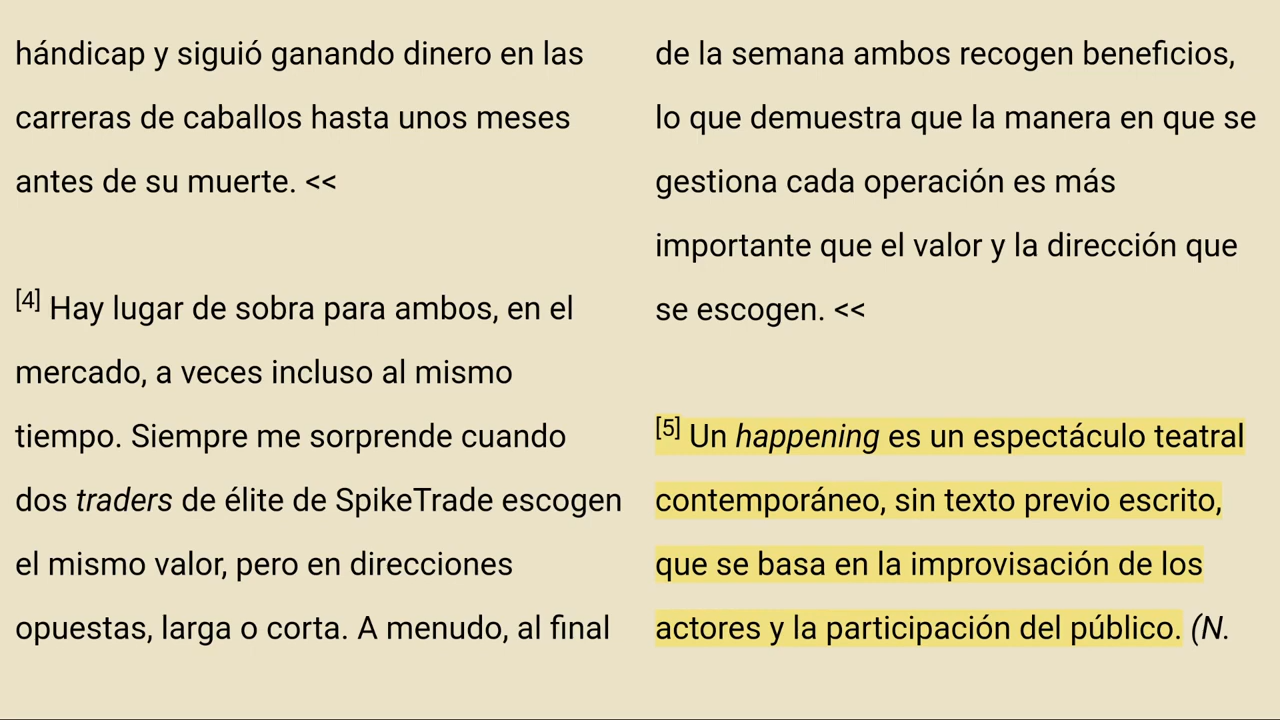 hándicap y siguió ganando dinero en las
carreras de caballos hasta unos meses
antes de su muerte. <<
[4] Hay lugar de sobra para ambos, en el
mercado, a veces incluso al mismo
tiempo. Siempre me sorprende cuando
dos traders de élite de SpikeTrade escogen
el mismo valor, pero en direcciones
opuestas, larga o corta. A menudo, al final
de la semana ambos recogen beneficios,
lo que demuestra que la manera en que se
gestiona cada operación es más
importante que el valor y la dirección que
se escogen. <<
[5] Un happening es un espectáculo teatral
contemporáneo, sin texto previo escrito,
que se basa en la improvisación de los
actores y la participación del público. (N.